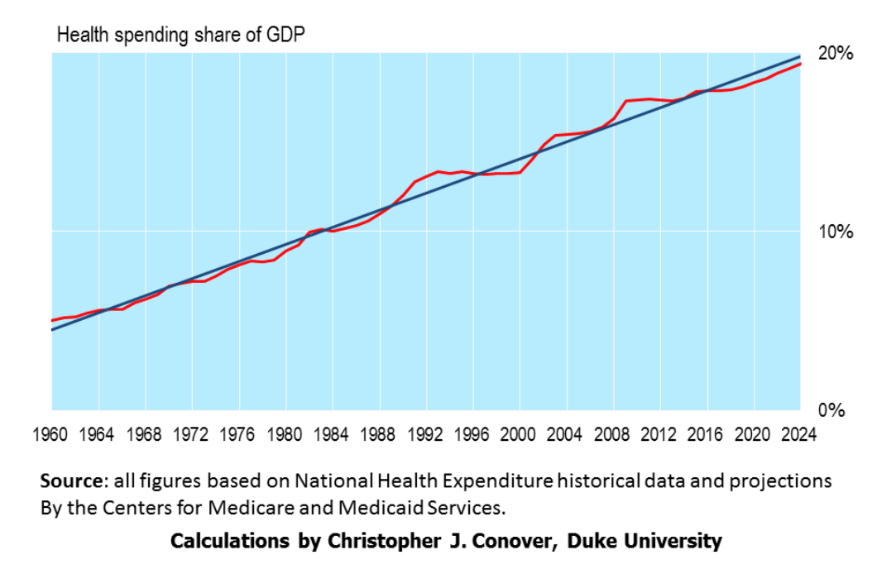 Health spending share of GDP
20%
10%
0%
1960 1964 1968 1972 1976 1980 1984 1988 1992 1996 2000 2004 2008 2012 2016 2020 2024
Source: all figures based on National Health Expenditure historical data and projections
By the Centers for Medicare and Medicaid Services.
Calculations by Christopher J. Conover, Duke University